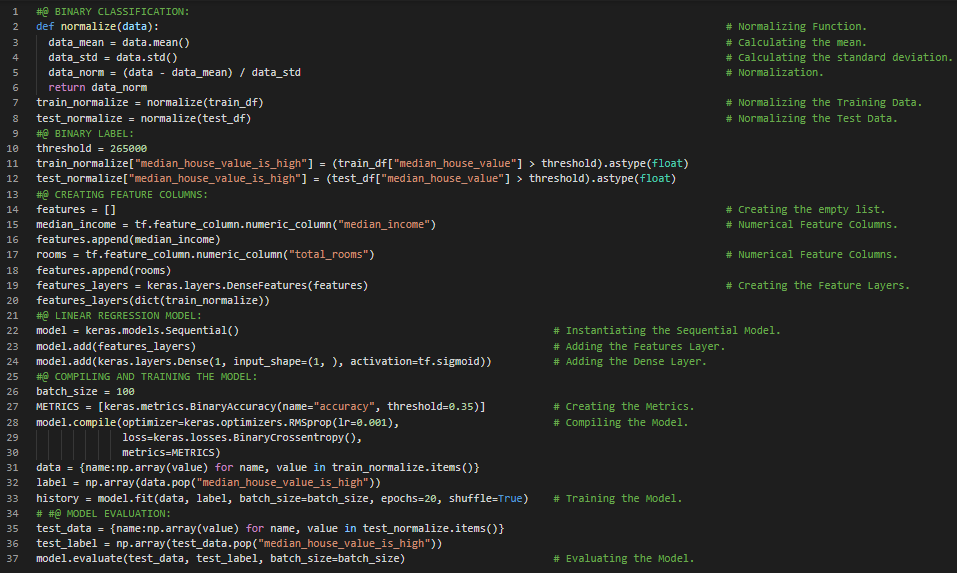 1 #@ BINARY CLASSIFICATION:
2 def normalize(data): # Normalizing Function.
3 data_mean = data.mean() # Calculating the mean.
4 data_std = data.std() # Calculating the standard deviation.
5 data_norm = (data - data_mean) / data_std # Normalization.
6 return data_norm
7 train_normalize = normalize(train_df) # Normalizing the Training Data.
8 test_normalize = normalize(test_df) # Normalizing the Test Data.
9 #@ BINARY LABEL:
10 threshold = 265000
11 train_normalize["median_house_value_is_high"] = (train_df["median_house_value"] > threshold).astype(float)
12 test_normalize["median_house_value_is_high"] = (test_df["median_house_value"] > threshold).astype(float)
13 #@ CREATING FEATURE COLUMNS:
14 features = [] # Creating the empty list.
15 median_income = tf.feature_column.numeric_column("median_income") # Numerical Feature Columns.
16 features.append(median_income)
17 rooms = tf.feature_column.numeric_column("total_rooms") # Numerical Feature Columns.
18 features.append(rooms)
19 features_layers = keras.layers.DenseFeatures(features) # Creating the Feature Layers.
20 features_layers(dict(train_normalize))
21 #@ LINEAR REGRESSION MODEL:
22 model = keras.models.Sequential() # Instantiating the Sequential Model.
23 model.add(features_layers) # Adding the Features Layer.
24 model.add(keras.layers.Dense(1, input_shape=(1, ), activation=tf.sigmoid)) # Adding the Dense Layer.
25 #@ COMPILING AND TRAINING THE MODEL:
26 batch_size = 100
27 METRICS = [keras.metrics.BinaryAccuracy(name="accuracy", threshold=0.35)] # Creating the Metrics.
28 model.compile(optimizer=keras.optimizers.RMSprop(lr=0.001), # Compiling the Model.
29 loss=keras.losses.BinaryCrossentropy(),
30 metrics=METRICS)
31 data = {name:np.array(value) for name, value in train_normalize.items()}
32 label = np.array(data.pop("median_house_value_is_high"))
33 history = model.fit(data, label, batch_size=batch_size, epochs=20, shuffle=True) # Training the Model.
34 # #@ MODEL EVALUATION:
35 test_data = {name:np.array(value) for name, value in test_normalize.items()}
36 test_label = np.array(test_data.pop("median_house_value_is_high"))
37 model.evaluate(test_data, test_label, batch_size=batch_size) # Evaluating the Model.